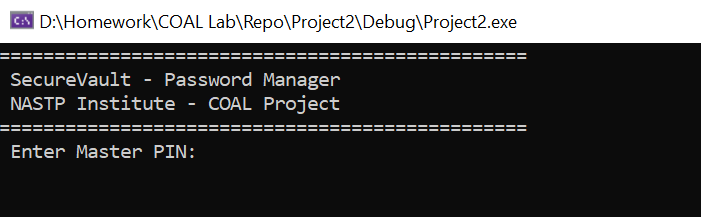 D:\Homework\COAL Lab\Repo\Project2\Debug\Project2.exe
================================================
SecureVault - Password Manager
NASTP Institute - COAL Project
================================================
Enter Master PIN: